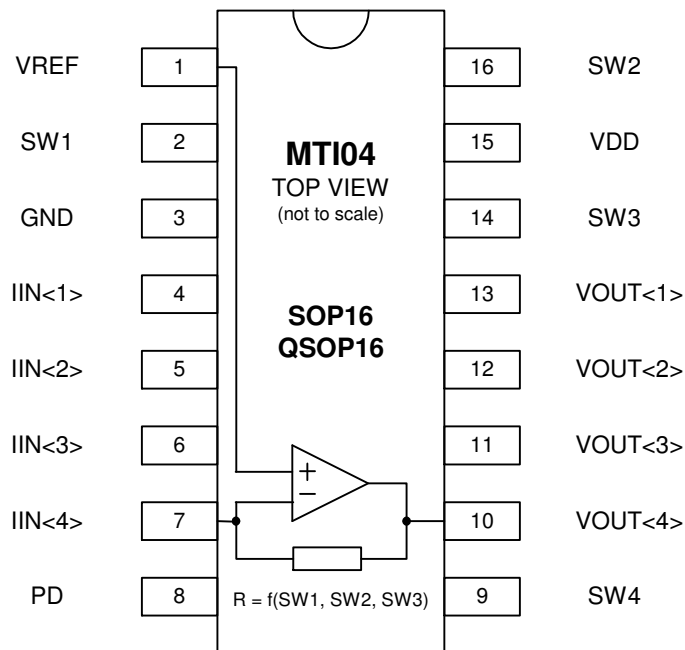 VREF 1 16 SW2
SW1 2 15 VDD
MTI04
TOP VIEW
(not to scale)
GND 3 14 SW3
IIN<1> 4 13 VOUT<1>
SOP16
QSOP16
IIN<2> 5 12 VOUT<2>
IIN<3> 6 11 VOUT<3>
+
−
IIN<4> 7 10 VOUT<4>
PD 8 R = f(SW1, SW2, SW3) 9 SW4